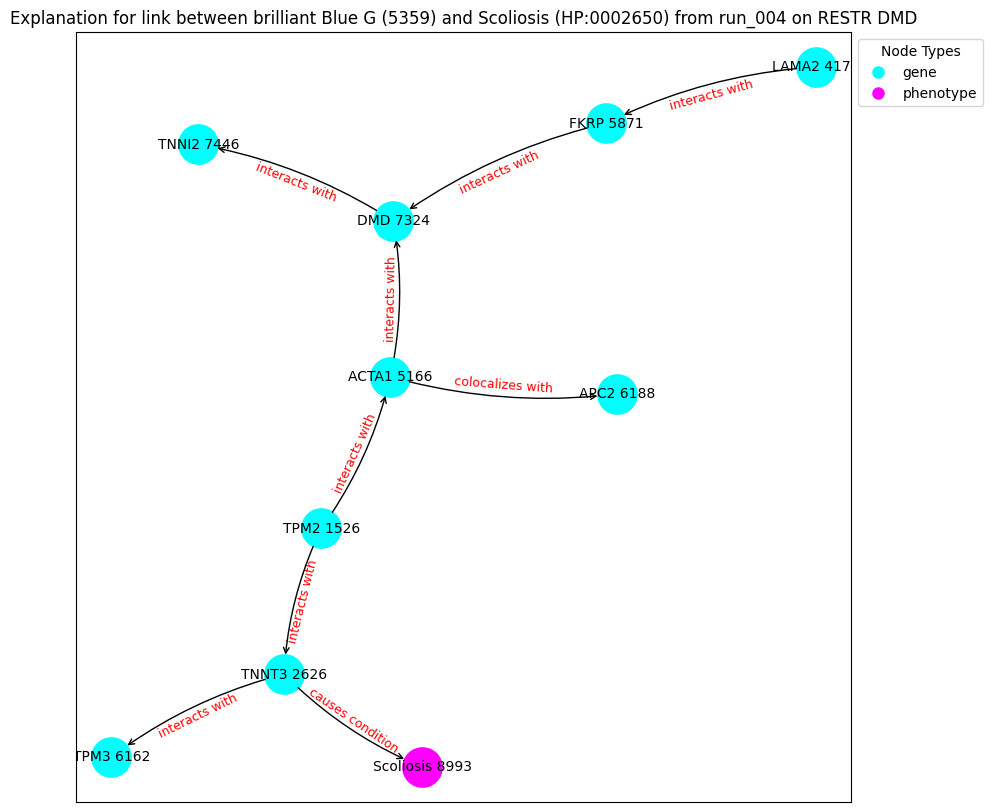 Explanation for link between brilliant Blue G (5359) and Scoliosis (HP:0002650) from run_004 on RESTR DMD
Node Types
gene
phenotype
LAMA2 417
interacts with
FKRP 5871
interacts with
TNNI2 7446
interacts with
DMD 7324
interacts with
ACTA1 5166
colocalizes with
APC2 6188
interacts with
TPM2 1526
interacts with
TNNT3 2626
interacts with
causes condition
TPM3 6162
Scoliosis 8993